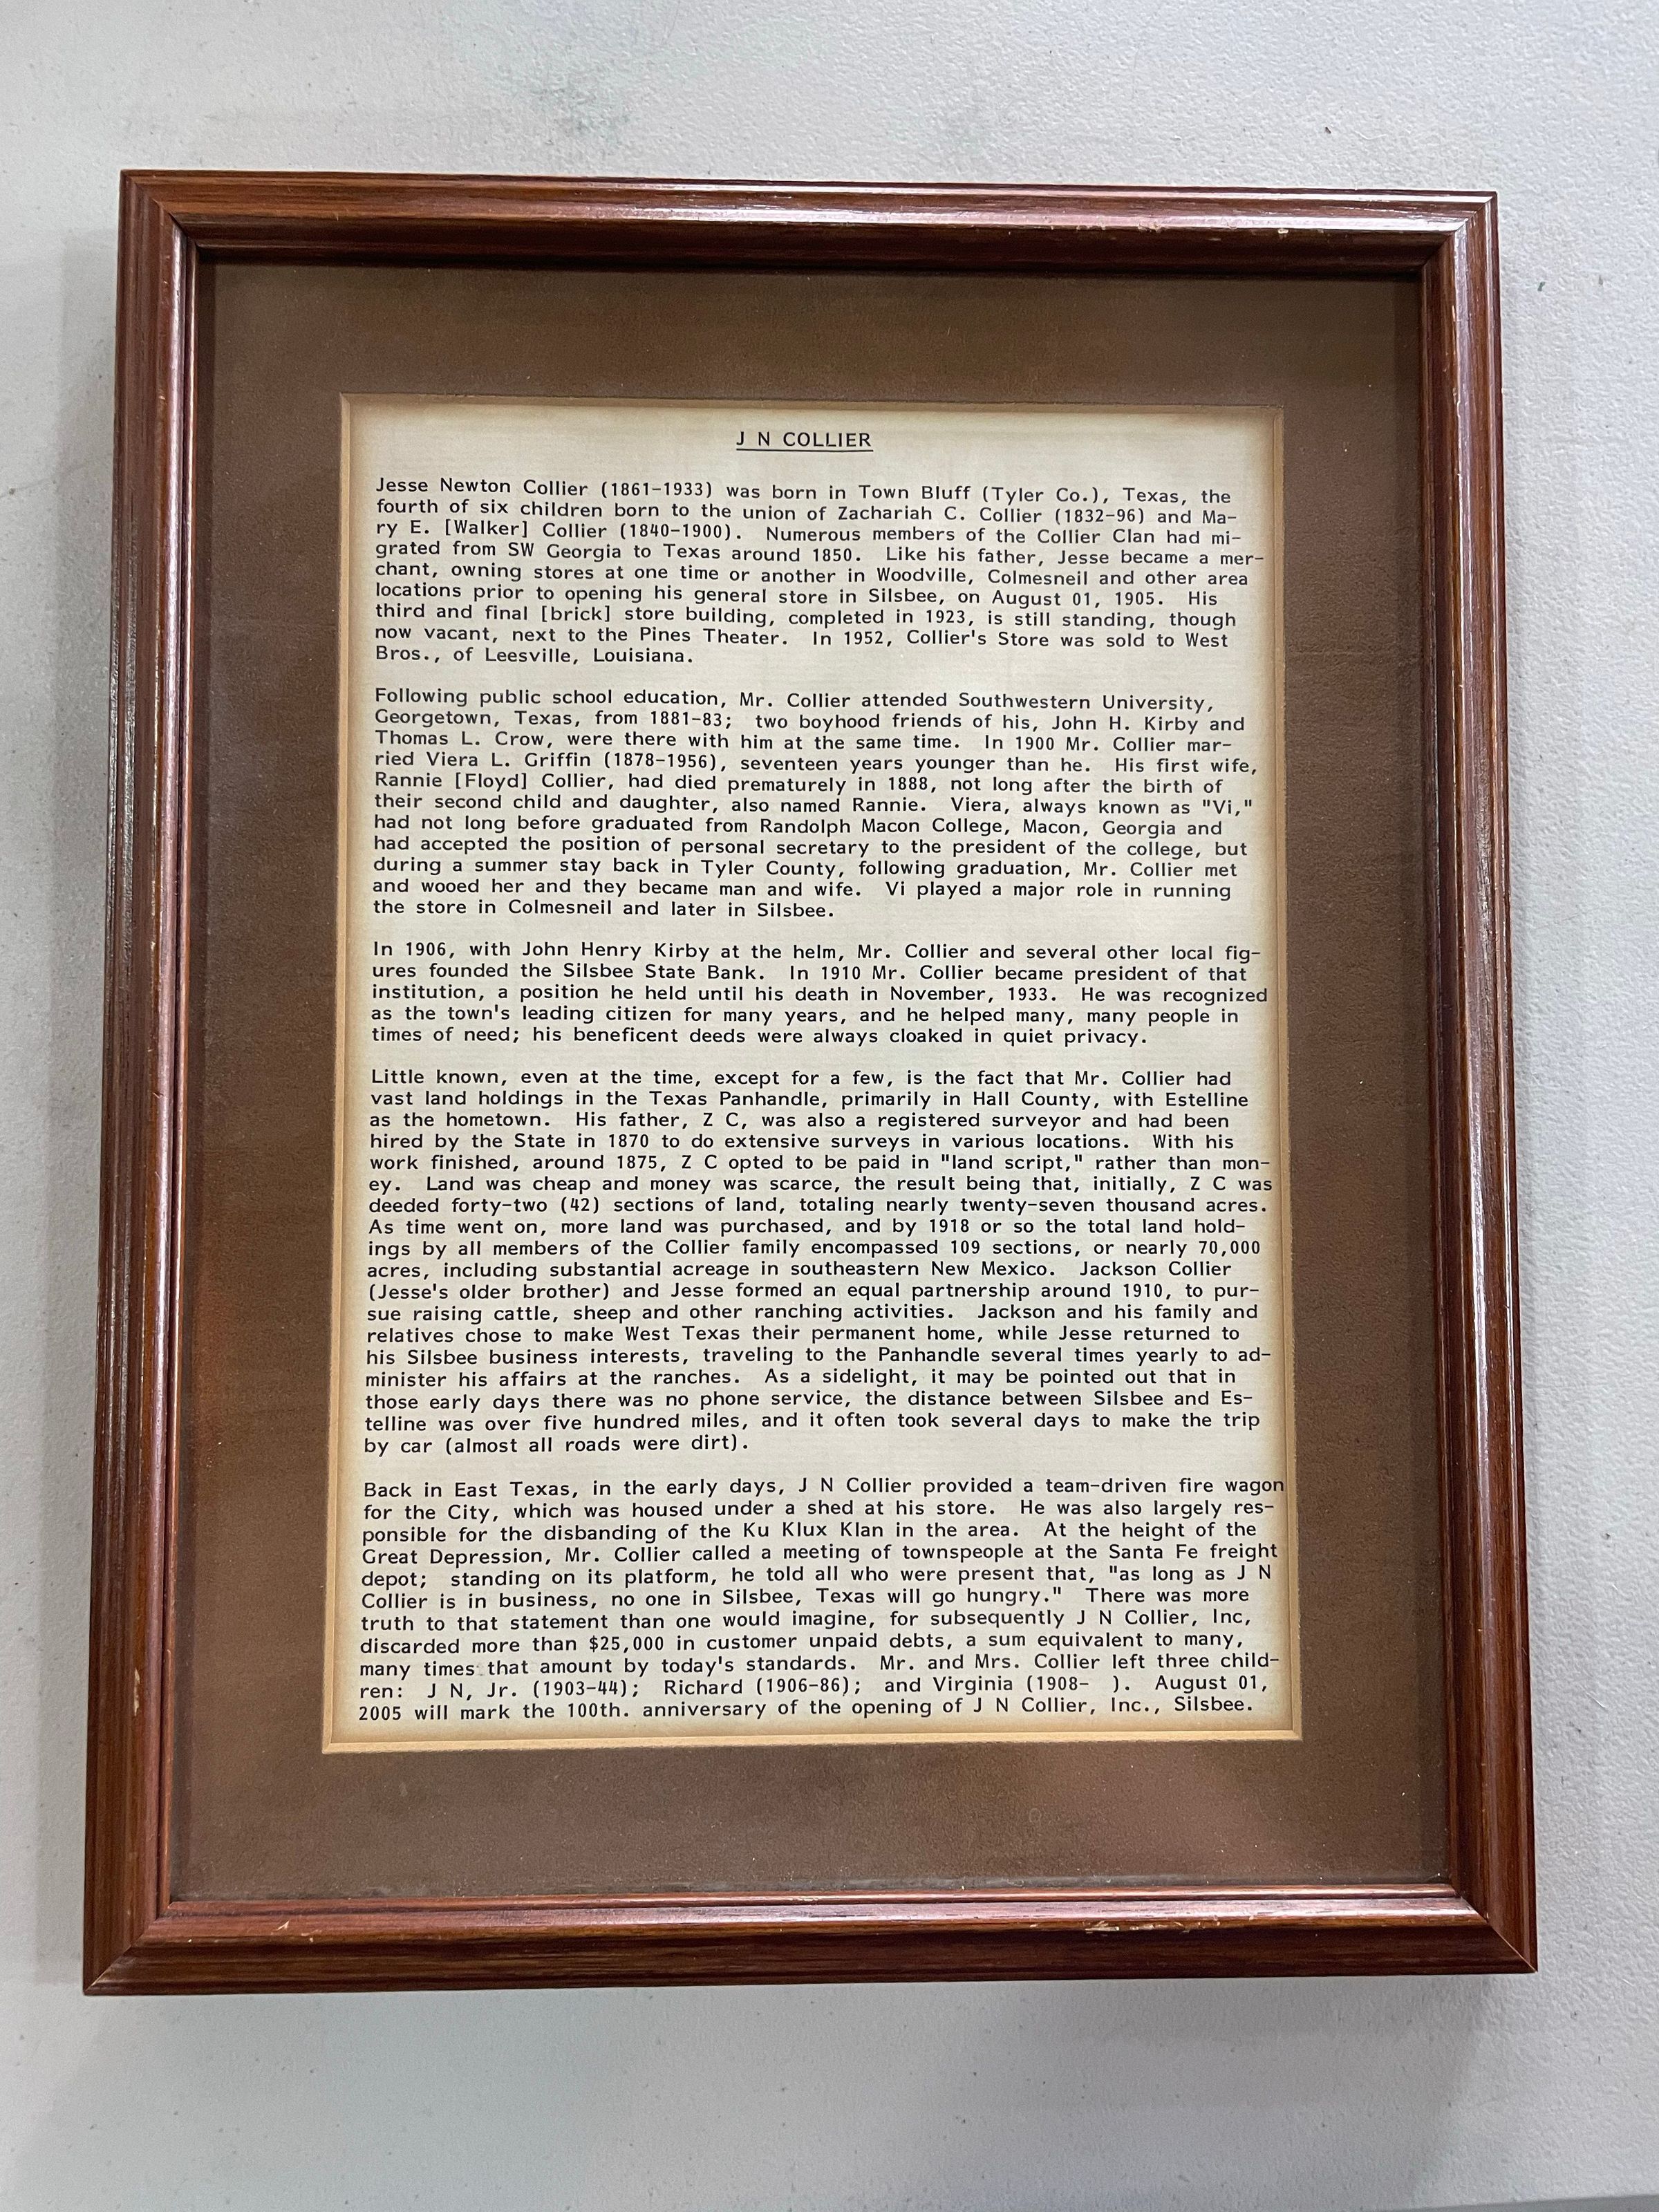 J N COLLIER
Jesse Newton Collier (1861-1933) was born in Town Bluff (Tyler Co.), Texas, the
fourth of six children born to the union of Zachariah C. Collier (1832-96) and Ma-
ry E. [Walker] Collier (1840-1900).  Numerous members of the Collier Clan had mi-
grated from SW Georgia to Texas around 1850.  Like his father, Jesse became a mer-
chant, owning stores at one time or another in Woodville, Colmesneil and other area
locations prior to opening his general store in Silsbee, on August 01, 1905.  His
third and final [brick] store building, completed in 1923, is still standing, though
now vacant, next to the Pines Theater.  In 1952, Collier's Store was sold to West
Bros., of Leesville, Louisiana.
Following public school education, Mr. Collier attended Southwestern University,
Georgetown, Texas, from 1881-83;  two boyhood friends of his, John H. Kirby and
Thomas L. Crow, were there with him at the same time.  In 1900 Mr. Collier mar-
ried Viera L. Griffin (1878-1956), seventeen years younger than he.  His first wife,
Rannie [Floyd] Collier, had died prematurely in 1888, not long after the birth of
their second child and daughter, also named Rannie.  Viera, always known as "Vi,"
had not long before graduated from Randolph Macon College, Macon, Georgia and
had accepted the position of personal secretary to the president of the college, but
during a summer stay back in Tyler County, following graduation, Mr. Collier met
and wooed her and they became man and wife.  Vi played a major role in running
the store in Colmesneil and later in Silsbee.
In 1906, with John Henry Kirby at the helm, Mr. Collier and several other local fig-
ures founded the Silsbee State Bank.  In 1910 Mr. Collier became president of that
institution, a position he held until his death in November, 1933.  He was recognized
as the town's leading citizen for many years, and he helped many, many people in
times of need; his beneficent deeds were always cloaked in quiet privacy.
Little known, even at the time, except for a few, is the fact that Mr. Collier had
vast land holdings in the Texas Panhandle, primarily in Hall County, with Estelline
as the hometown.  His father, Z C, was also a registered surveyor and had been
hired by the State in 1870 to do extensive surveys in various locations.  With his
work finished, around 1875, Z C opted to be paid in "land script," rather than mon-
ey.  Land was cheap and money was scarce, the result being that, initially, Z C was
deeded forty-two (42) sections of land, totaling nearly twenty-seven thousand acres.
As time went on, more land was purchased, and by 1918 or so the total land hold-
ings by all members of the Collier family encompassed 109 sections, or nearly 70,000
acres, including substantial acreage in southeastern New Mexico.  Jackson Collier
(Jesse's older brother) and Jesse formed an equal partnership around 1910, to pur-
sue raising cattle, sheep and other ranching activities.  Jackson and his family and
relatives chose to make West Texas their permanent home, while Jesse returned to
his Silsbee business interests, traveling to the Panhandle several times yearly to ad-
minister his affairs at the ranches.  As a sidelight, it may be pointed out that in
those early days there was no phone service, the distance between Silsbee and Es-
telline was over five hundred miles, and it often took several days to make the trip
by car (almost all roads were dirt).
Back in East Texas, in the early days, J N Collier provided a team-driven fire wagon
for the City, which was housed under a shed at his store.  He was also largely res-
ponsible for the disbanding of the Ku Klux Klan in the area.  At the height of the
Great Depression, Mr. Collier called a meeting of townspeople at the Santa Fe freight
depot;  standing on its platform, he told all who were present that, "as long as J N
Collier is in business, no one in Silsbee, Texas will go hungry."  There was more
truth to that statement than one would imagine, for subsequently J N Collier, Inc,
discarded more than $25,000 in customer unpaid debts, a sum equivalent to many,
many times that amount by today's standards.  Mr. and Mrs. Collier left three child-
ren:  J N, Jr. (1903-44);  Richard (1906-86);  and Virginia (1908-  ).  August 01,
2005 will mark the 100th. anniversary of the opening of J N Collier, Inc., Silsbee.